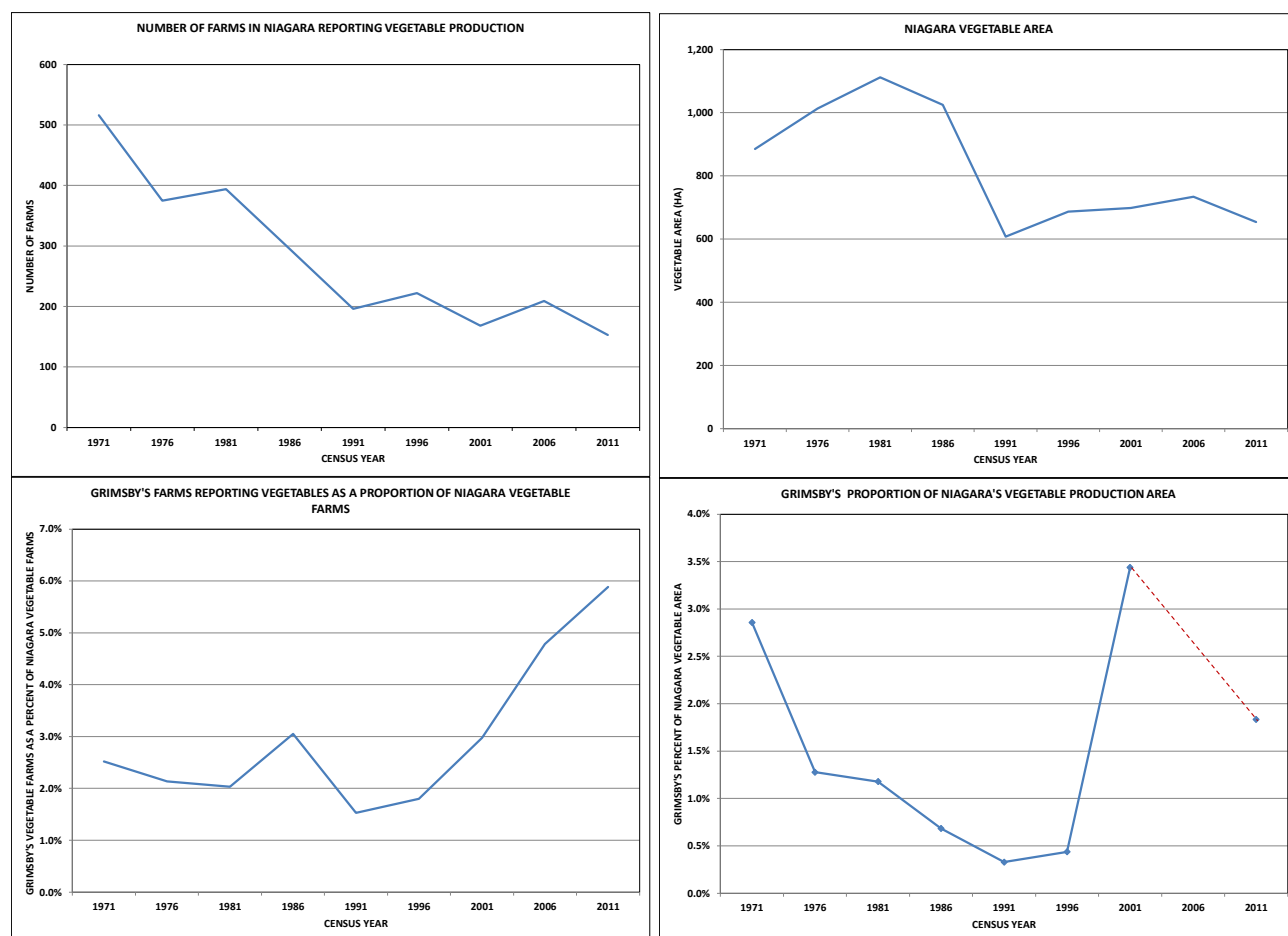 NUMBER OF FARMS IN NIAGARA REPORTING VEGETABLE PRODUCTION
600
500
400
300
200
100
0
NUMBER OF FARMS
1971 1976 1981 1986 1991 1996 2001 2006 2011
CENSUS YEAR
NIAGARA VEGETABLE AREA
1,200
1,000
800
600
400
200
0
VEGETABLE AREA (HA)
1971 1976 1981 1986 1991 1996 2001 2006 2011
CENSUS YEAR
GRIMSBY'S FARMS REPORTING VEGETABLES AS A PROPORTION OF NIAGARA VEGETABLE
FARMS
7.0%
6.0%
5.0%
4.0%
3.0%
2.0%
1.0%
0.0%
GRIMSBY'S VEGETABLE FARMS AS A PERCENT OF NIAGARA VEGETABLE FARMS
1971 1976 1981 1986 1991 1996 2001 2006 2011
CENSUS YEAR
GRIMSBY'S PROPORTION OF NIAGARA'S VEGETABLE PRODUCTION AREA
4.0%
3.5%
3.0%
2.5%
2.0%
1.5%
1.0%
0.5%
0.0%
GRIMSBY'S PERCENT OF NIAGARA VEGETABLE AREA
1971 1976 1981 1986 1991 1996 2001 2006 2011
CENSUS YEAR